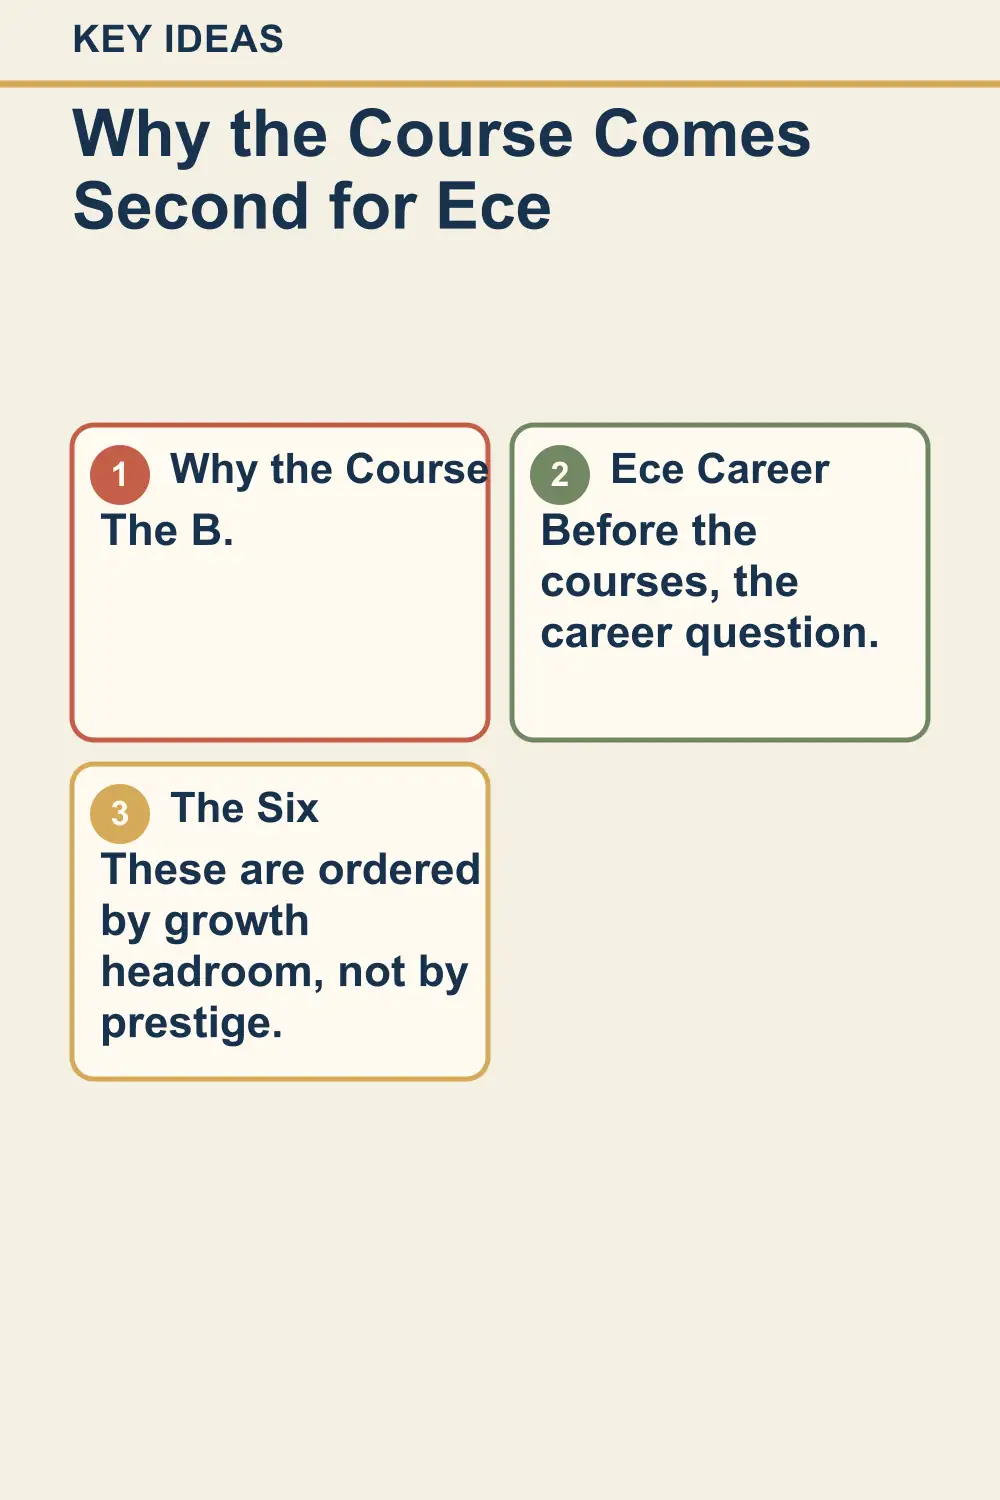 KEY IDEAS
Why the Course Comes
Second for Ece
1 Why the Course
The B.
2 Ece Career
Before the
courses, the
career question.
3 The Six
These are ordered
by growth
headroom, not by
prestige.